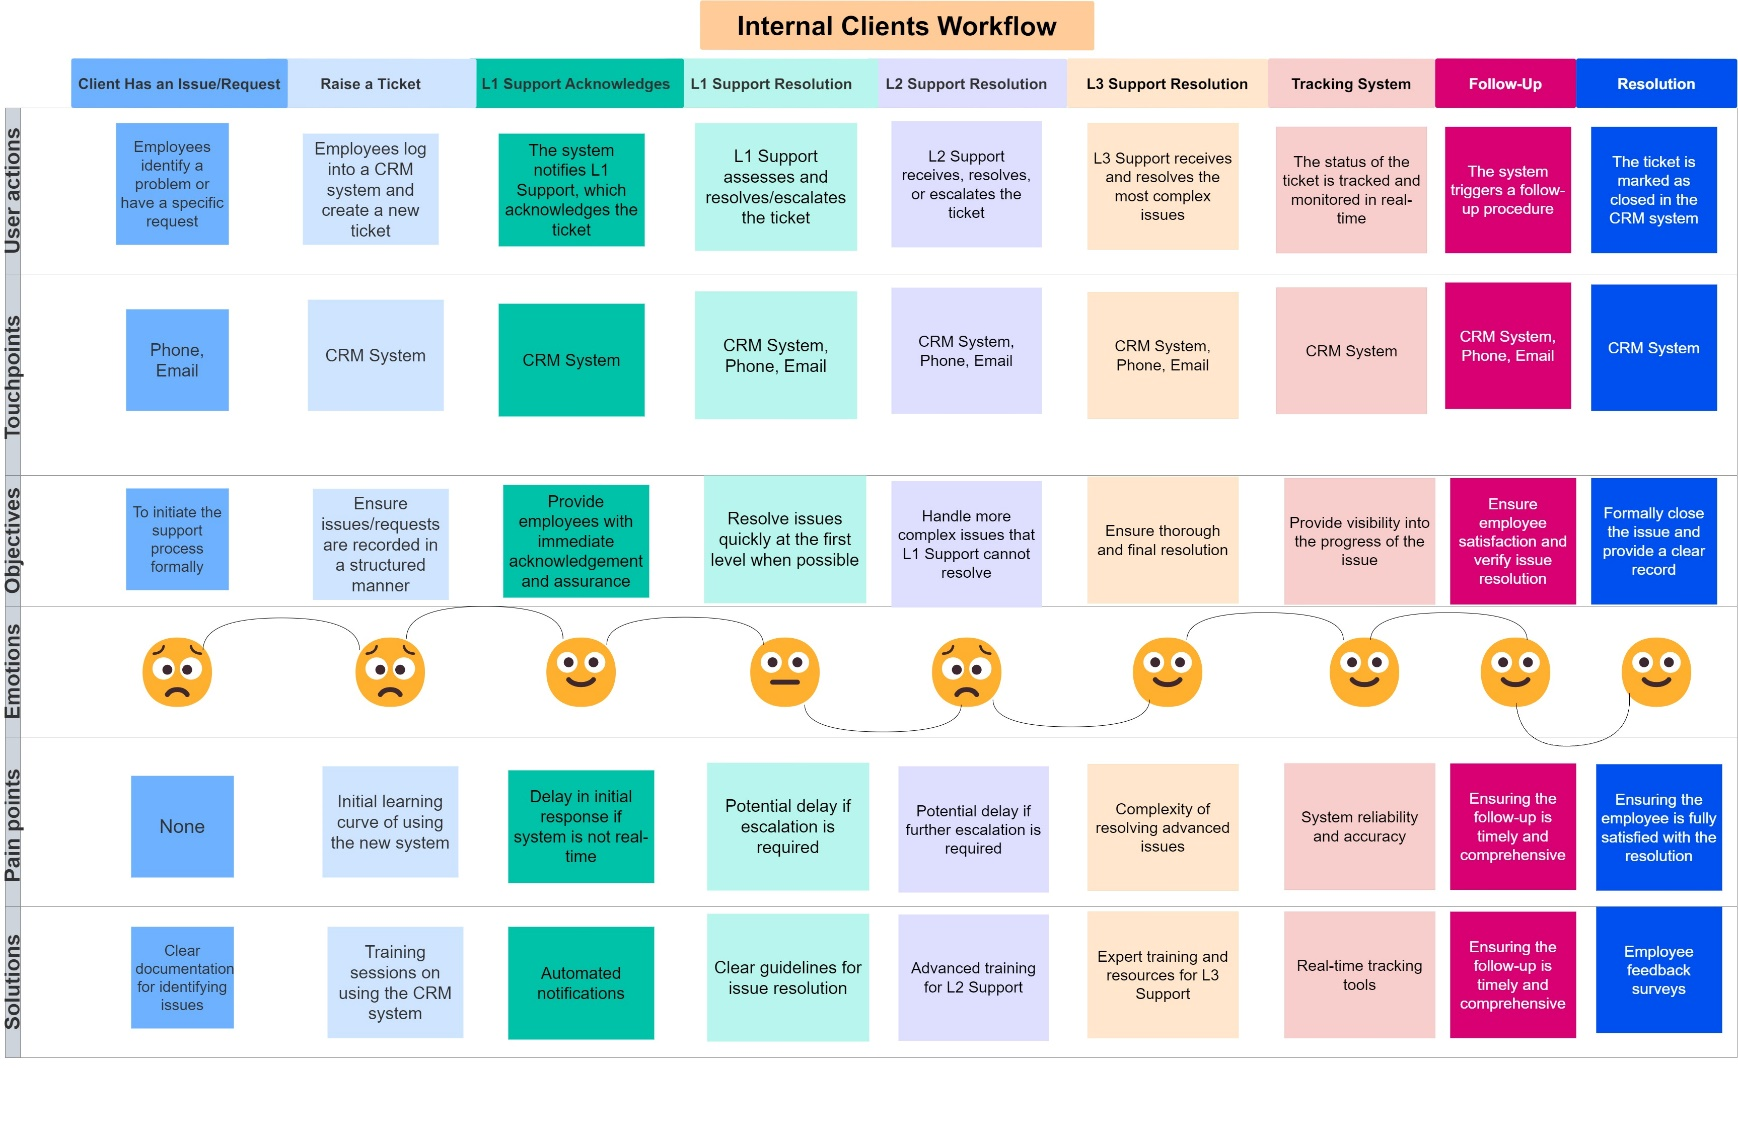 Internal Clients Workflow
Client Has an Issue/Request
Raise a Ticket
L1 Support Acknowledges
L1 Support Resolution
L2 Support Resolution
L3 Support Resolution
Tracking System
Follow-Up
Resolution
User actions
Employees
identify a
problem or
have a specific
request
Employees log
into a CRM
system and
create a new
ticket
The system
notifies L1
Support, which
acknowledges the
ticket
L1 Support
assesses and
resolves/escalates
the ticket
L2 Support
receives, resolves,
or escalates the
ticket
L3 Support receives
and resolves the
most complex
issues
The status of the
ticket is tracked and
monitored in real-
time
The system
triggers a follow-
up procedure
The ticket is
marked as
closed in the
CRM system
Touchpoints
Phone,
Email
CRM System
CRM System
CRM System,
Phone, Email
CRM System,
Phone, Email
CRM System,
Phone, Email
CRM System
CRM System,
Phone, Email
CRM System
Objectives
To initiate the
support
process
formally
Ensure
issues/requests
are recorded in
a structured
manner
Provide
employees with
immediate
acknowledgement
and assurance
Resolve issues
quickly at the first
level when possible
Handle more
complex issues that
L1 Support cannot
resolve
Ensure thorough
and final resolution
Provide visibility into
the progress of the
issue
Ensure
employee
satisfaction and
verify issue
resolution
Formally close
the issue and
provide a clear
record
Emotions
Pain points
None
Initial learning
curve of using
the new system
Delay in initial
response if
system is not real-
time
Potential delay if
escalation is
required
Potential delay if
further escalation is
required
Complexity of
resolving advanced
issues
System reliability
and accuracy
Ensuring the
follow-up is
timely and
comprehensive
Ensuring the
employee is fully
satisfied with the
resolution
Solutions
Clear
documentation
for identifying
issues
Training
sessions on
using the CRM
system
Automated
notifications
Clear guidelines for
issue resolution
Advanced training
for L2 Support
Expert training and
resources for L3
Support
Real-time tracking
tools
Ensuring the
follow-up is
timely and
comprehensive
Employee
feedback
surveys